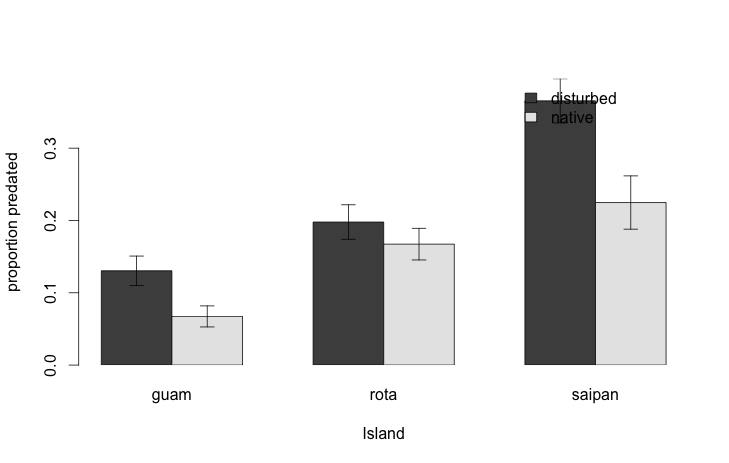 disturbed
native
0.3
0.2
0.1
0.0
proportion predated
guam
rota
saipan
Island